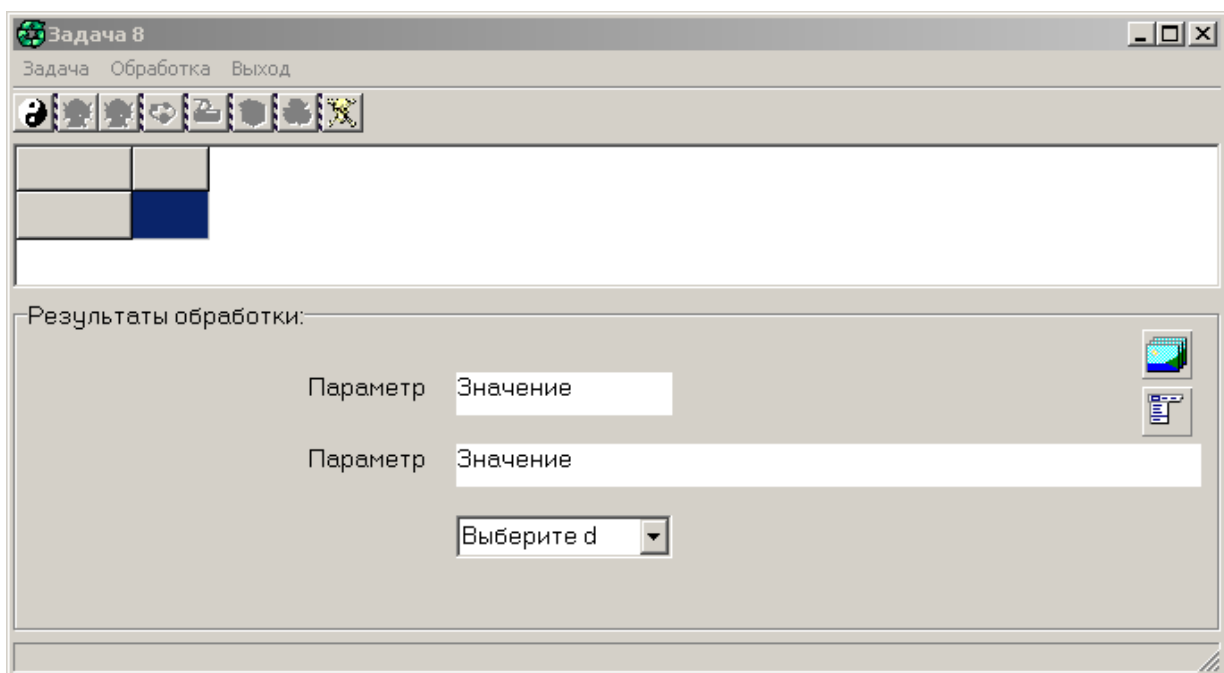 Задача 8
Задача Обработка Выход
Результаты обработки:
Параметр Значение
Параметр Значение
Выберите d